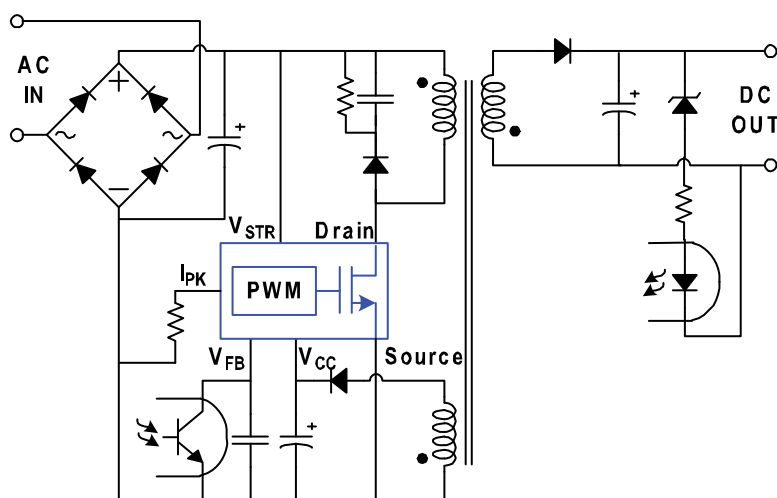 AC
IN
+
~
~
−
+
+
DC
OUT
VSTR
Drain
IPK
PWM
VFB
VCC
Source
+